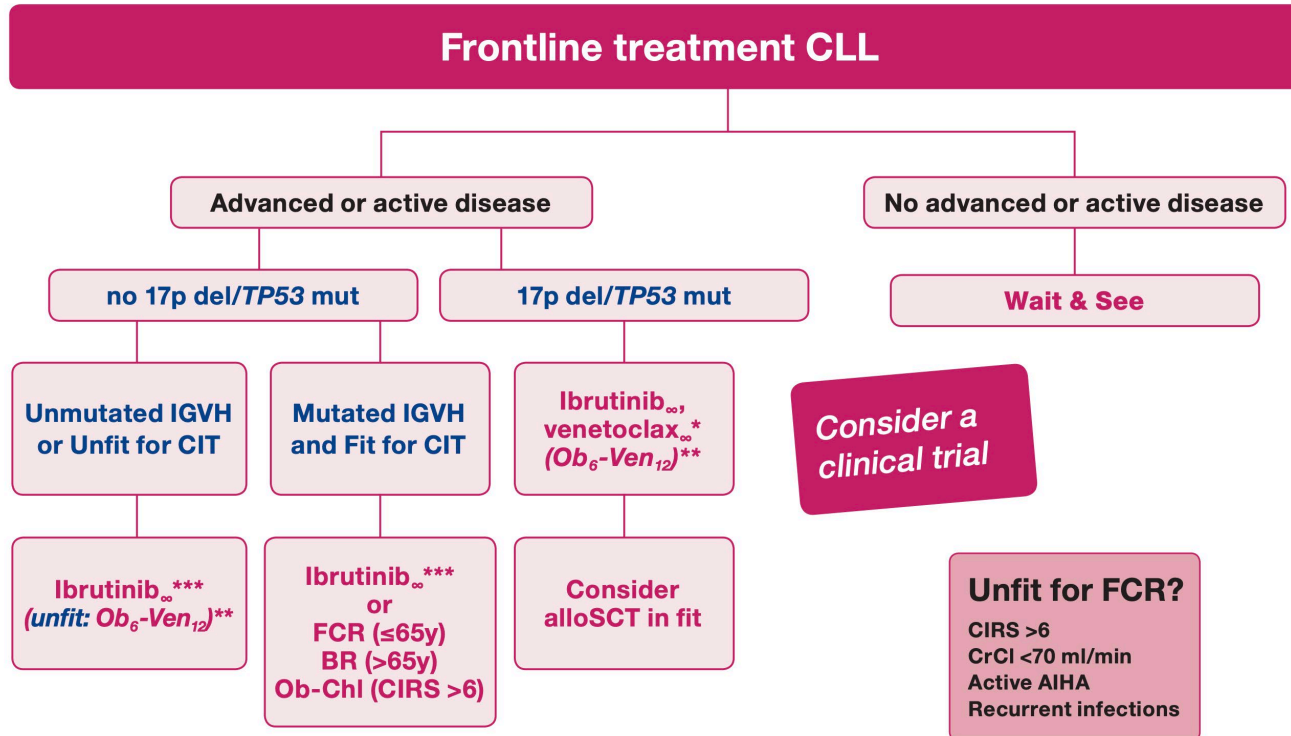 Frontline treatment CLL
Advanced or active disease
No advanced or active disease
no 17p del/TP53 mut
17p del/TP53 mut
Wait & See
Unmutated IGVH
or Unfit for CIT
Mutated IGVH
and Fit for CIT
Ibrutinib∞,
venetoclax∞*
(Ob₆-Ven₁₂)**
Consider a
clinical trial
Ibrutinib∞***
(unfit: Ob₆-Ven₁₂)**
Ibrutinib∞***
or
FCR (≤65y)
BR (>65y)
Ob-Chl (CIRS >6)
Consider
alloSCT in fit
Unfit for FCR?
CIRS >6
CrCl <70 ml/min
Active AIHA
Recurrent infections